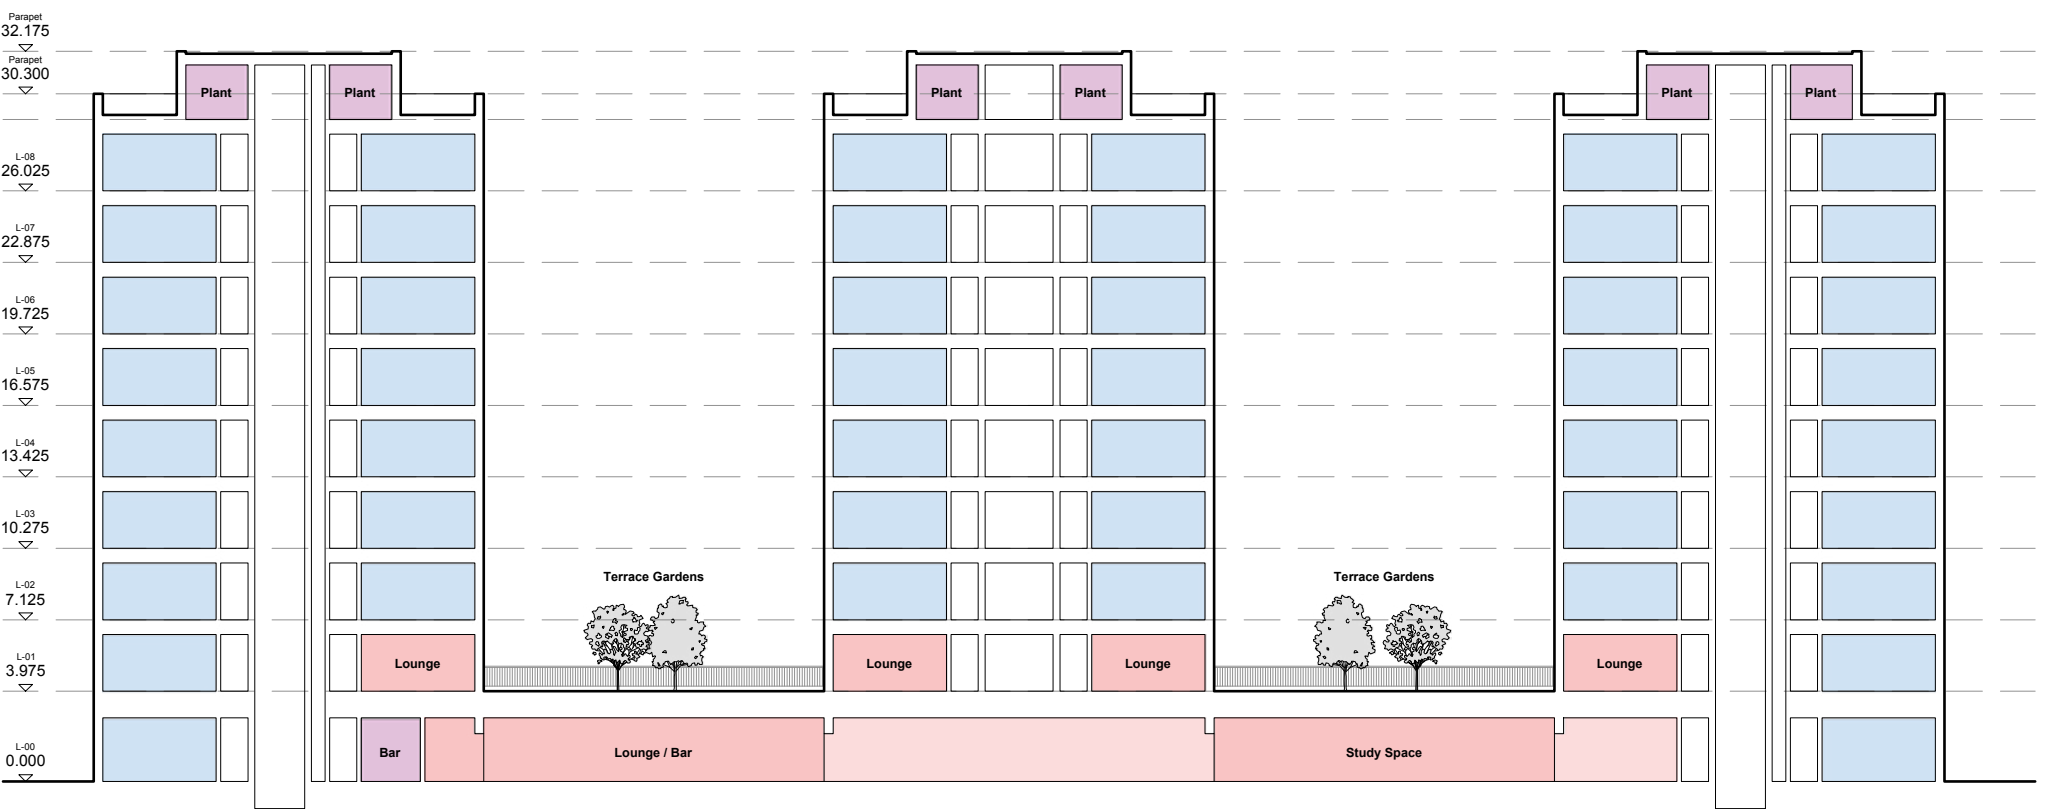 Parapet
32.175
Parapet
30.300
Plant
Plant
Plant
Plant
Plant
Plant
L-08
26.025
L-07
22.875
L-06
19.725
L-05
16.575
L-04
13.425
L-03
10.275
Terrace Gardens
Terrace Gardens
L-02
7.125
L-01
3.975
Lounge
Lounge
Lounge
Lounge
L-00
0.000
Bar
Lounge / Bar
Study Space